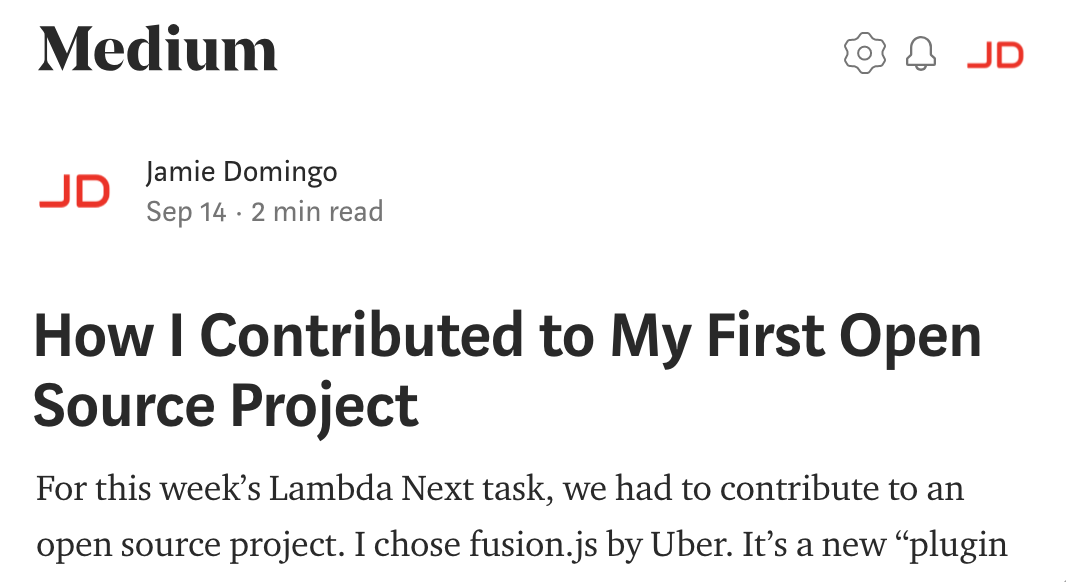 Medium
JD
JD
Jamie Domingo
Sep 14 · 2 min read
How I Contributed to My First Open
Source Project
For this week’s Lambda Next task, we had to contribute to an
open source project. I chose fusion.js by Uber. It’s a new “plugin